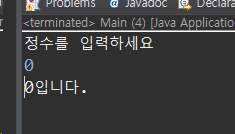 Problems @ Javadoc Declara
<terminated> Main (4) [Java Application
정수를 입력하세요
0
0입니다.